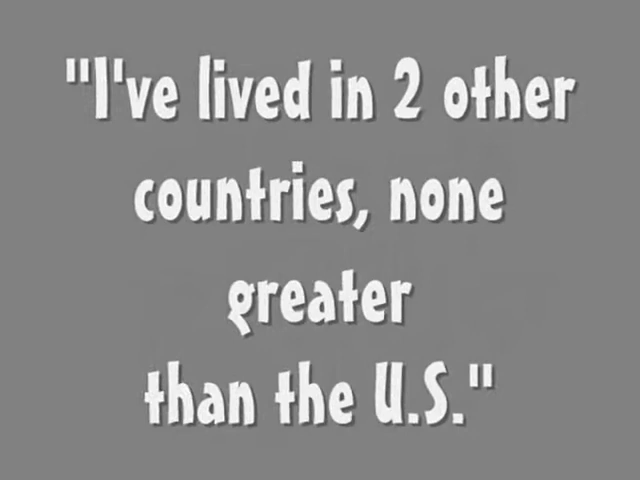 "I've lived in 2 other
countries, none
greater
than the U.S."